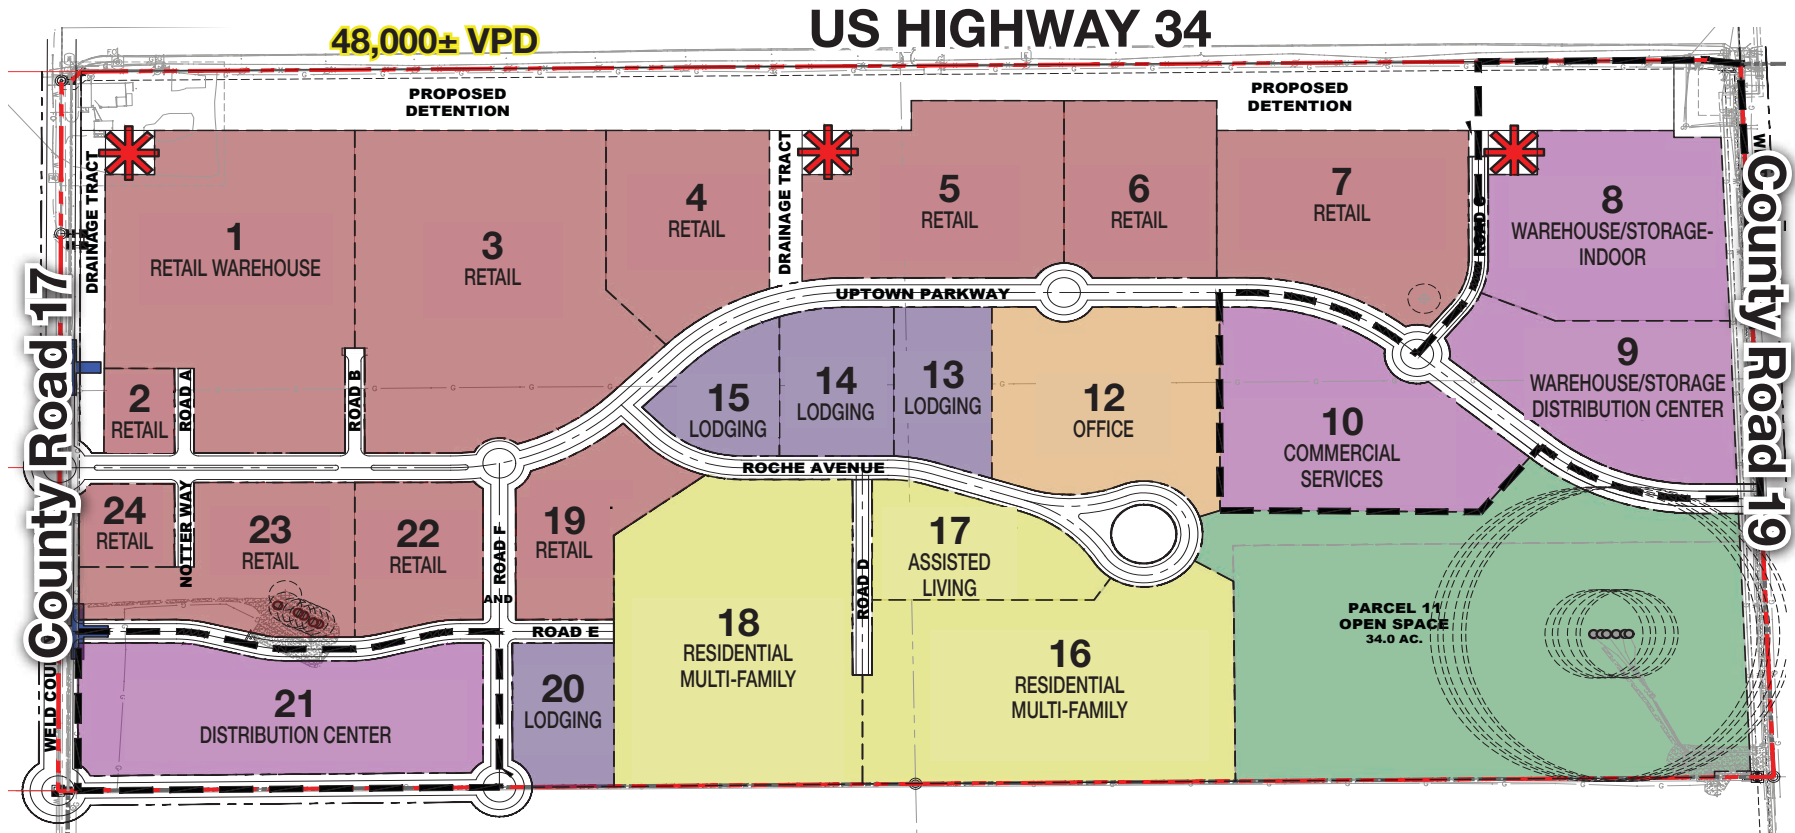 US HIGHWAY 34
48,000± VPD
PROPOSED
DETENTION
PROPOSED
DETENTION
DRAINAGE TRACT
DRAINAGE TRACT
County Road 17
County Road 19
1
RETAIL WAREHOUSE
3
RETAIL
4
RETAIL
5
RETAIL
6
RETAIL
7
RETAIL
ROAD C
8
WAREHOUSE/STORAGE-
INDOOR
UPTOWN PARKWAY
9
WAREHOUSE/STORAGE
DISTRIBUTION CENTER
2
RETAIL
ROAD A
ROAD B
15
LODGING
14
LODGING
13
LODGING
12
OFFICE
10
COMMERCIAL
SERVICES
ROCHE AVENUE
24
RETAIL
NOTTER WAY
23
RETAIL
22
RETAIL
ROAD F
AND
19
RETAIL
ROAD E
17
ASSISTED
LIVING
ROAD D
18
RESIDENTIAL
MULTI-FAMILY
16
RESIDENTIAL
MULTI-FAMILY
PARCEL 11
OPEN SPACE
34.0 AC.
21
DISTRIBUTION CENTER
20
LODGING
WELD COU